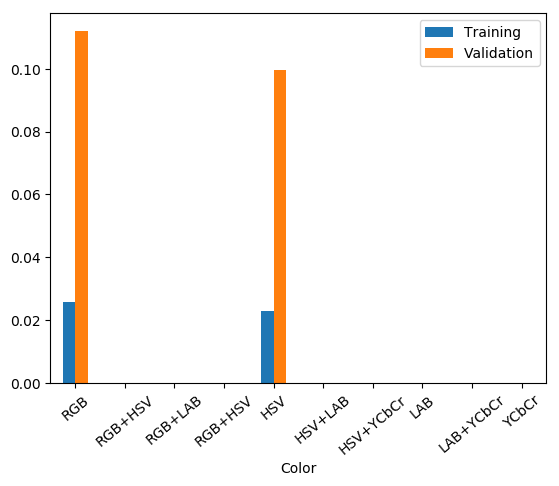 Training
Validation
0.10
0.08
0.06
0.04
0.02
0.00
RGB
RGB+HSV
RGB+LAB
RGB+HSV
HSV
HSV+LAB
HSV+YCbCr
LAB
LAB+YCbCr
YCbCr
Color